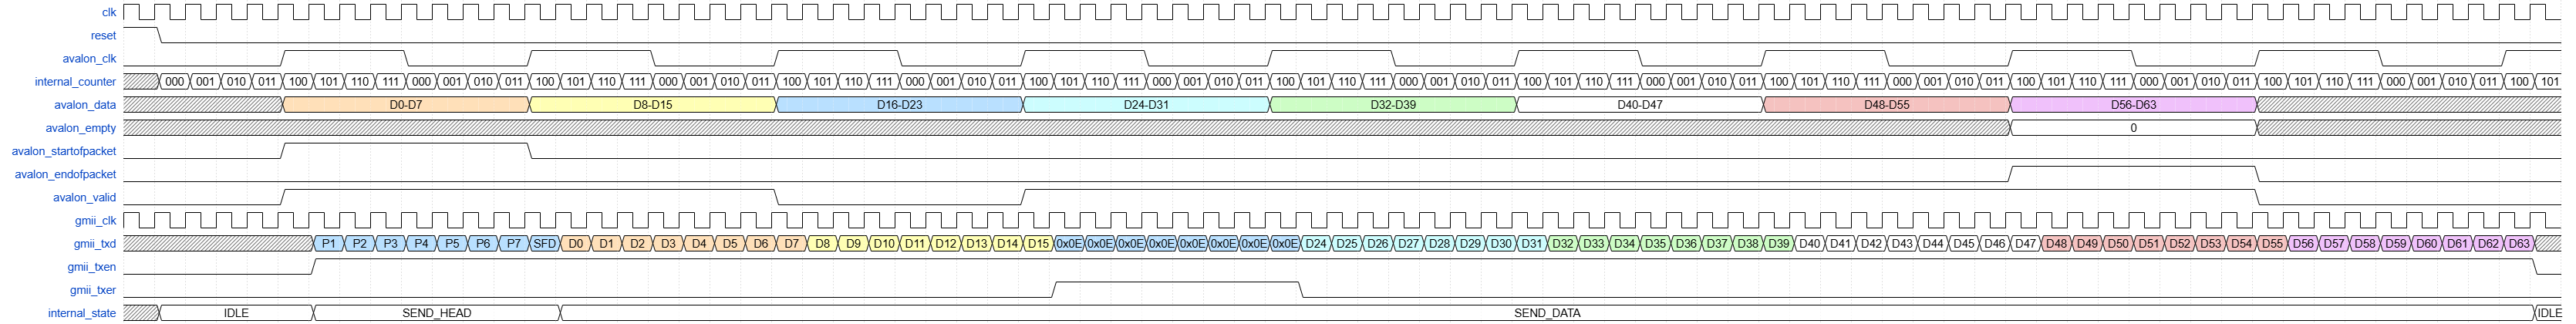 clk
reset
avalon_clk
internal_counter 000 001 010 011 100 101 110 111 000 001 010 011 100 101 110 111 000 001 010 011 100 101 110 111 000 001 010 011 100 101 110 111 000 001 010 011 100 101 110 111 000 001 010 011 100 101 110 111 000 001 010 011 100 101 110 111 000 001 010 011 100 101 110 111 000 001 010 011 100 101 110 111 000 001 010 011 100 101
avalon_data D0-D7 D8-D15 D16-D23 D24-D31 D32-D39 D40-D47 D48-D55 D56-D63
avalon_empty 0
avalon_startofpacket
avalon_endofpacket
avalon_valid
gmii_clk
gmii_txd P1 P2 P3 P4 P5 P6 P7 SFD D0 D1 D2 D3 D4 D5 D6 D7 D8 D9 D10 D11 D12 D13 D14 D15 0x0E 0x0E 0x0E 0x0E 0x0E 0x0E 0x0E 0x0E D24 D25 D26 D27 D28 D29 D30 D31 D32 D33 D34 D35 D36 D37 D38 D39 D40 D41 D42 D43 D44 D45 D46 D47 D48 D49 D50 D51 D52 D53 D54 D55 D56 D57 D58 D59 D60 D61 D62 D63
gmii_txen
gmii_txer
internal_state IDLE SEND_HEAD SEND_DATA IDLE